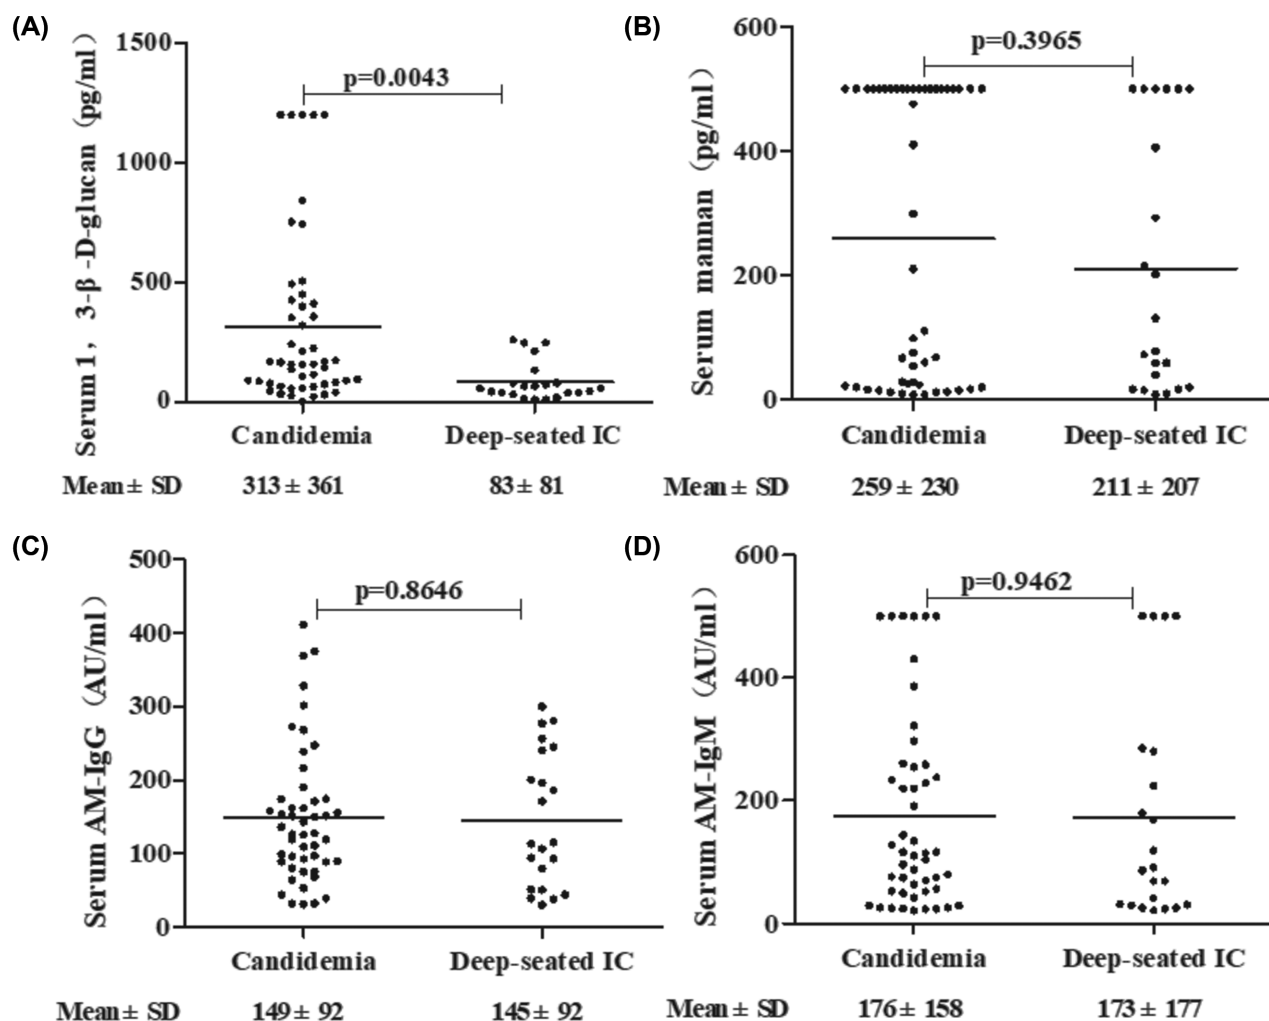 (A)
Serum 1，3-β -D-glucan（pg/ml）
1500
1000
500
0
p=0.0043
Candidemia
Deep-seated IC
Mean± SD
313 ± 361
83 ± 81
(B)
Serum mannan（pg/ml）
600
400
200
0
p=0.3965
Candidemia
Deep-seated IC
Mean± SD
259 ± 230
211 ± 207
(C)
Serum AM-IgG（AU/ml）
500
400
300
200
100
0
p=0.8646
Candidemia
Deep-seated IC
Mean± SD
149 ± 92
145 ± 92
(D)
Serum AM-IgM（AU/ml）
600
400
200
0
p=0.9462
Candidemia
Deep-seated IC
Mean± SD
176 ± 158
173 ± 177